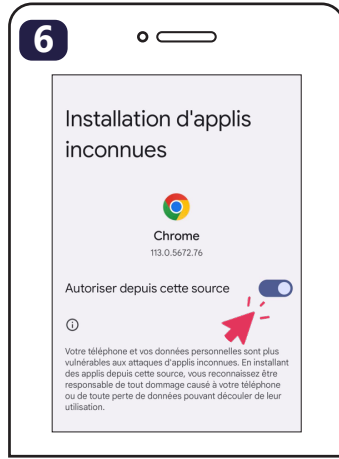 6
Installation d'applis
inconnues
Chrome
113.0.5672.76
Autoriser depuis cette source
Votre téléphone et vos données personnelles sont plus
vulnérables aux attaques d'applis inconnues. En installant
des applis depuis cette source, vous reconnaissez être
responsable de tout dommage causé à votre téléphone
ou de toute perte de données pouvant découler de leur
utilisation.